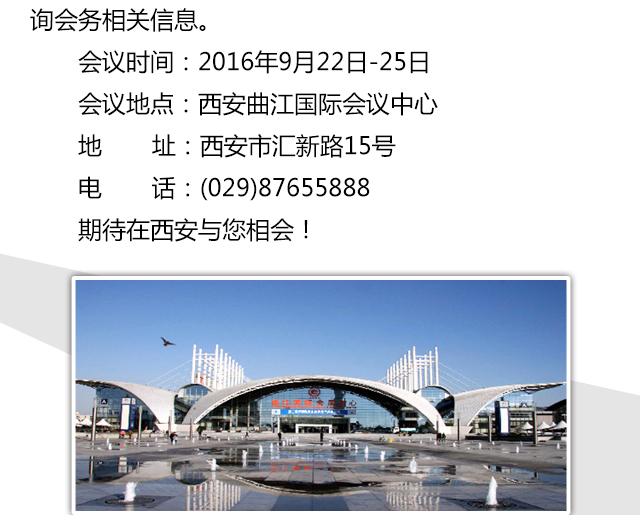 询会务相关信息。
会议时间：2016年9月22日-25日
会议地点：西安曲江国际会议中心
地 址：西安市汇新路15号
电 话：(029)87655888
期待在西安与您相会！